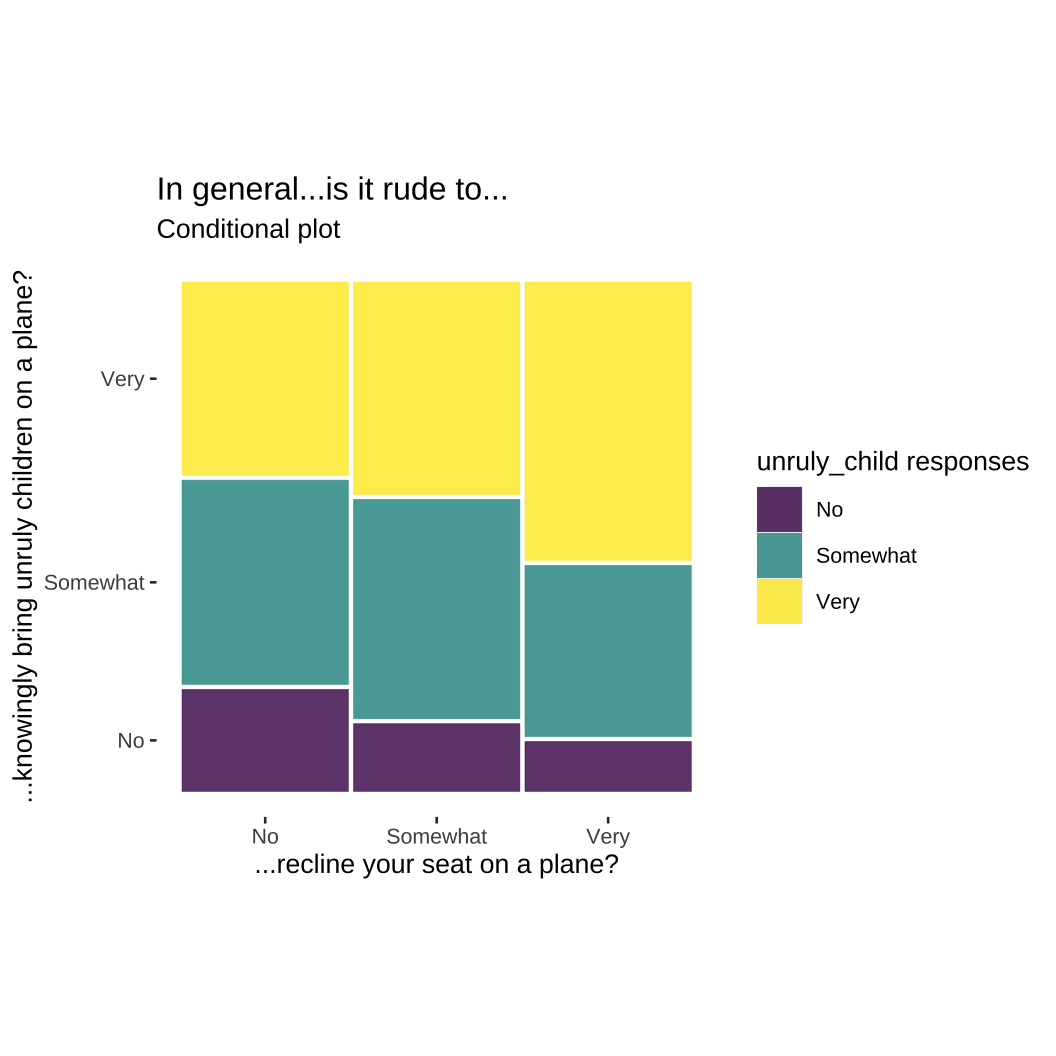 In general...is it rude to...
Conditional plot
...knowingly bring unruly children on a plane?
Very
Somewhat
No
No
Somewhat
Very
...recline your seat on a plane?
unruly_child responses
No
Somewhat
Very